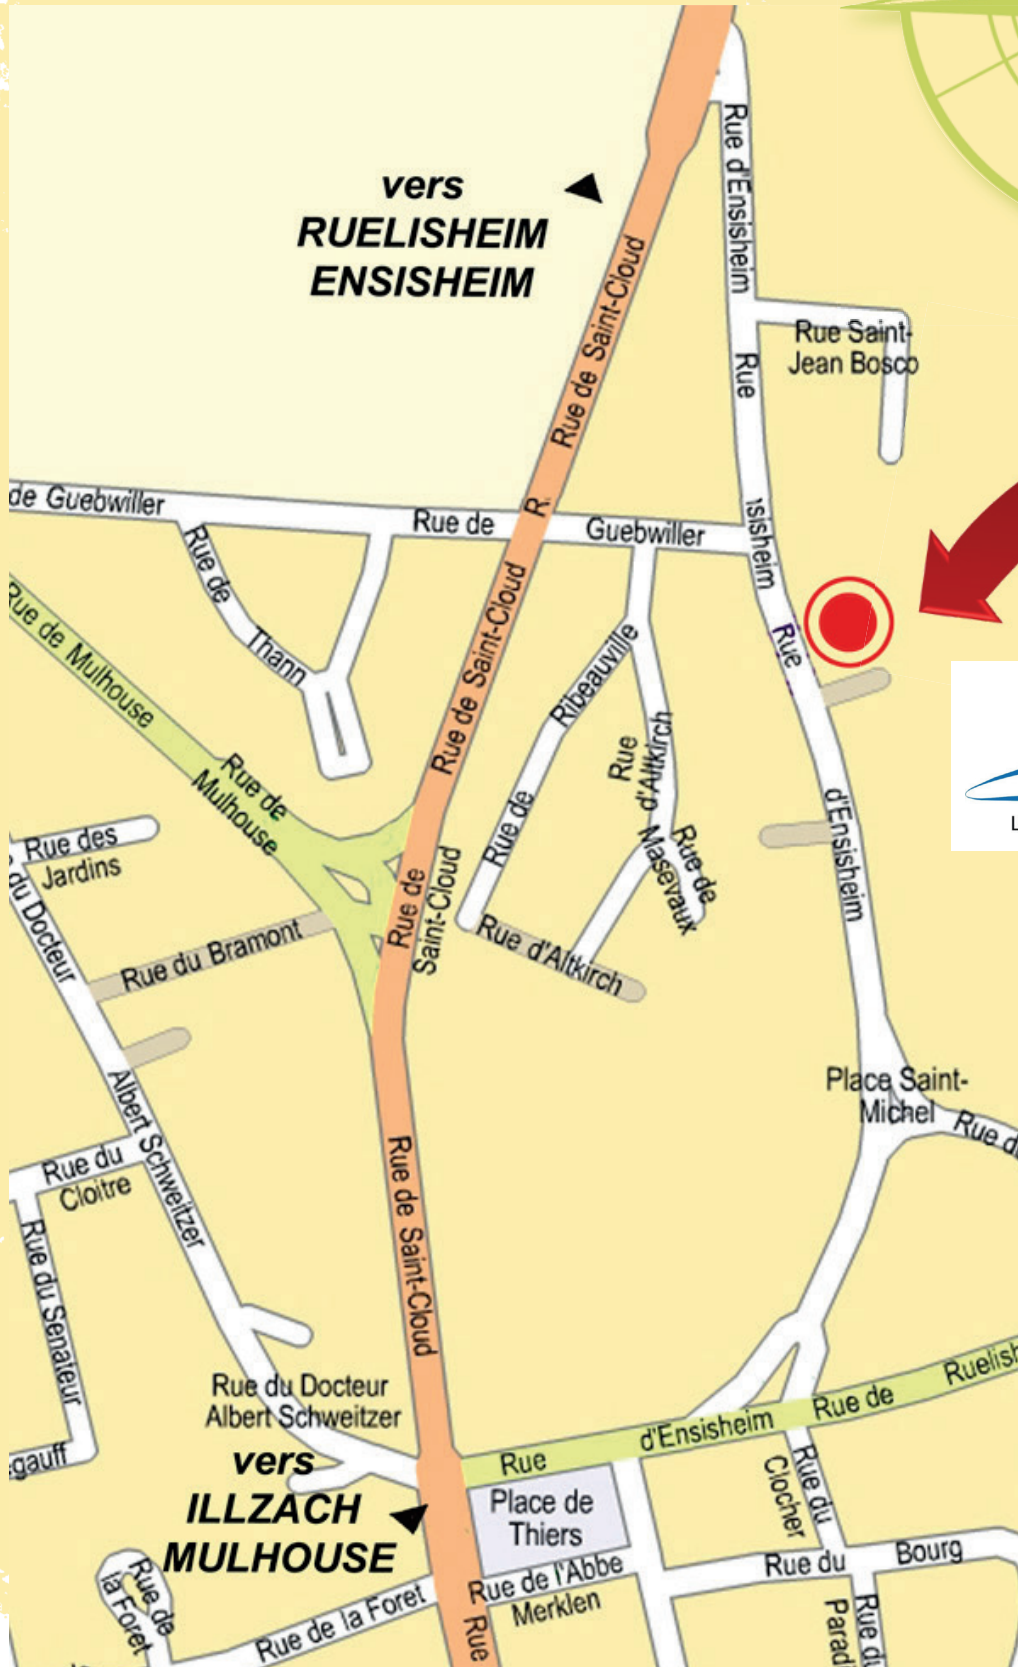 Rue d'Ensisheim
vers
RUELISHEIM
ENSISHEIM
Rue de Saint-Cloud
Rue Saint-
Jean Bosco
Rue
de Guebwiller
Rue de
R.
Guebwiller
isisheim
Rue de
Thann
Rue de Saint-Cloud
Rue de Mulhouse
Ribeauville
Rue
Rue
d'Altkirch
Rue de
Mulhouse
Rue de
d'Ensisheim
L
Rue des
Jardins
Rue de
Masevaux
Rue de
Saint-Cloud
du Docteur
Rue du Bramont
Rue d'Altkirch
Albert Schweitzer
Place Saint-
Michel
Rue d
Rue du
Cloitre
Rue de Saint-Cloud
Rue du Senateur
Rue du Docteur
Albert Schweitzer
Rue
d'Ensisheim
Rue de
Ruelish
gauff
vers
ILLZACH
MULHOUSE
Place de
Thiers
Rue du
Clocher
Rue de
la Foret
Rue de la Foret
Rue de l'Abbe
Merklen
Rue du
Bourg
Rue
Rue du
Parad